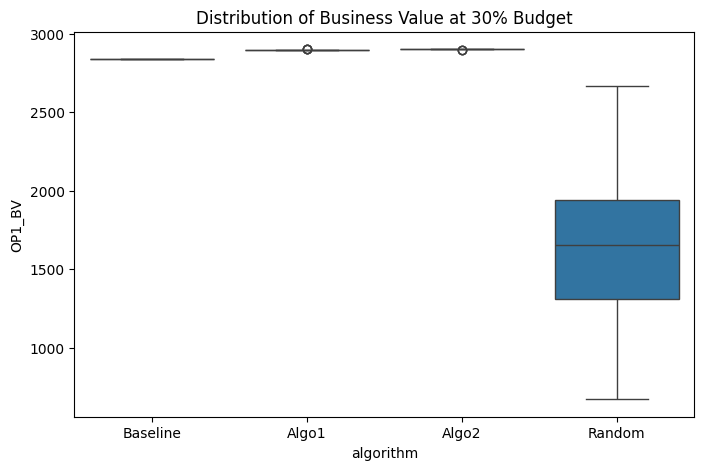 Distribution of Business Value at 30% Budget
3000
2500
2000
1500
1000
OP1_BV
Baseline
Algo1
Algo2
Random
algorithm